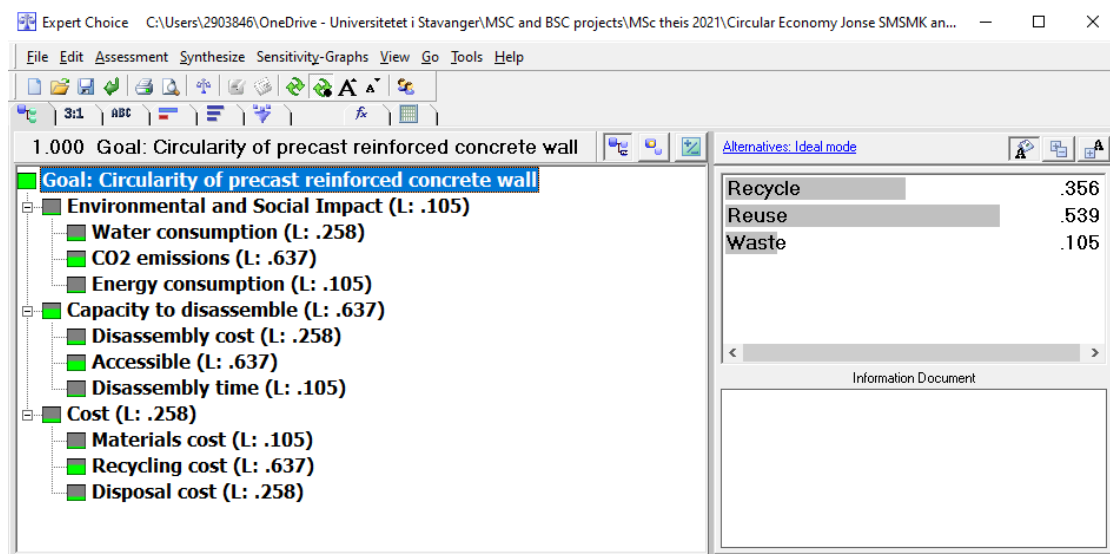 Expert Choice C:\Users\2903846\OneDrive - Universitetet i Stavanger\MSC and BSC projects\MSc theis 2021\Circular Economy Jonse SMSMK an...
File Edit Assessment Synthesize Sensitivity-Graphs View Go Tools Help
3:1 ABC
1.000 Goal: Circularity of precast reinforced concrete wall
Goal: Circularity of precast reinforced concrete wall
Environmental and Social Impact (L: .105)
Water consumption (L: .258)
CO2 emissions (L: .637)
Energy consumption (L: .105)
Capacity to disassemble (L: .637)
Disassembly cost (L: .258)
Accessible (L: .637)
Disassembly time (L: .105)
Cost (L: .258)
Materials cost (L: .105)
Recycling cost (L: .637)
Disposal cost (L: .258)
Alternatives: Ideal mode
Recycle .356
Reuse .539
Waste .105
Information Document